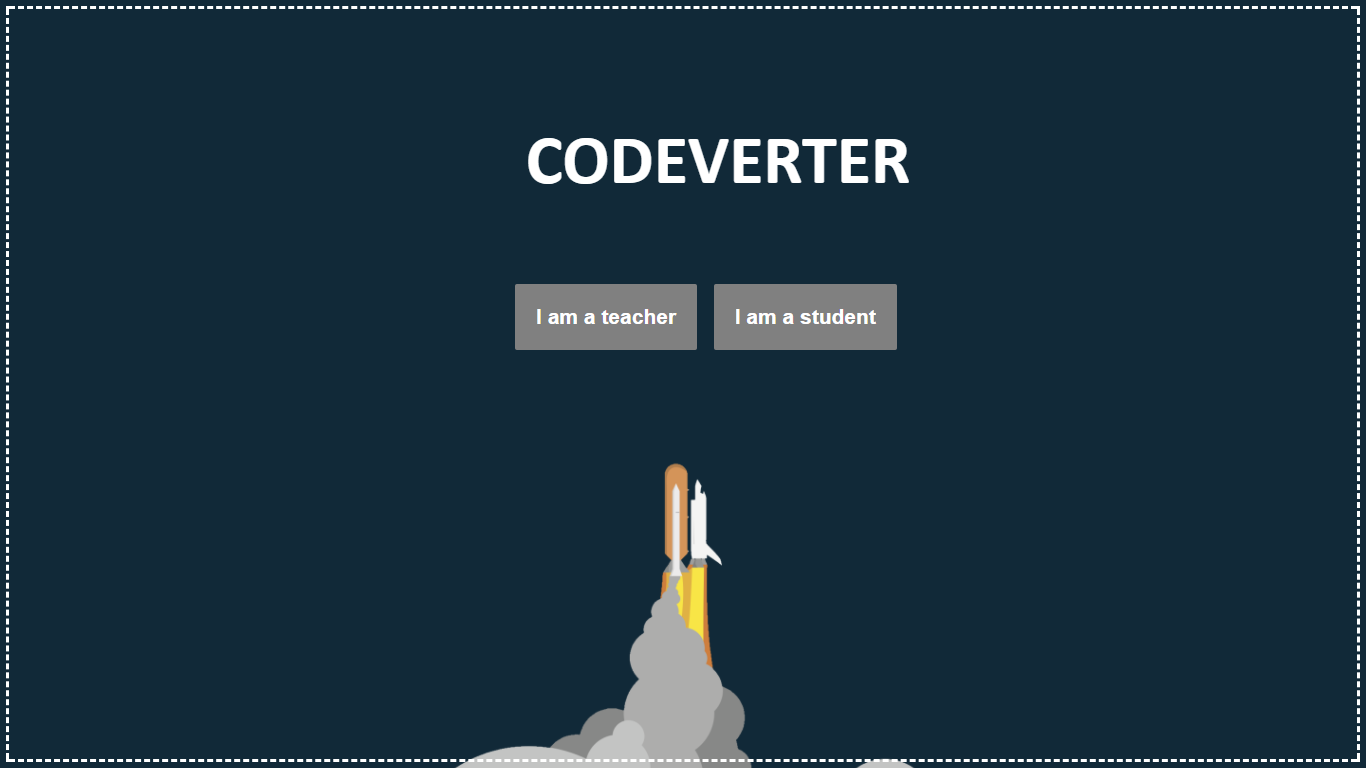 CODEVERTER
I am a teacher
I am a student